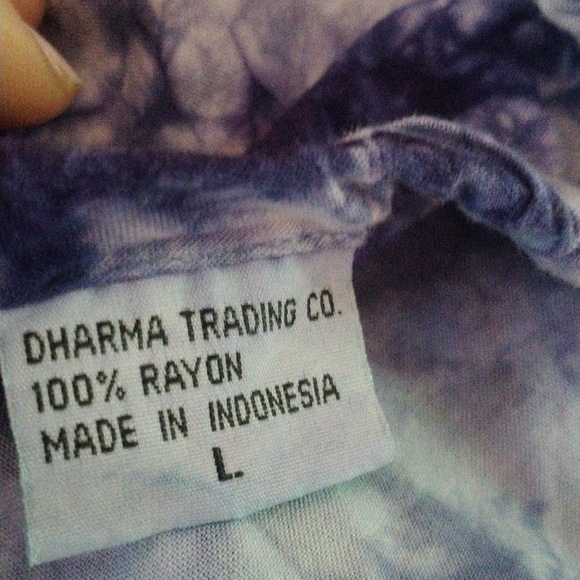 DHARMA TRADING CO.
100% RAYON
MADE IN INDONESIA
L